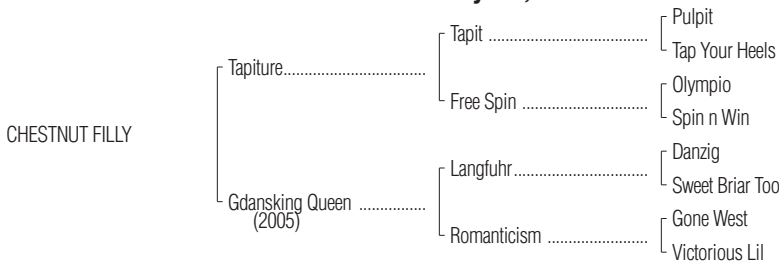 Pulpit
Tapit ......................................
Tap Your Heels
Tapiture..................................
Olympio
Free Spin ..............................
Spin n Win
CHESTNUT FILLY
Danzig
Langfuhr................................
Sweet Briar Too
Gdansking Queen ................
(2005)
Gone West
Romanticism ........................
Victorious Lil